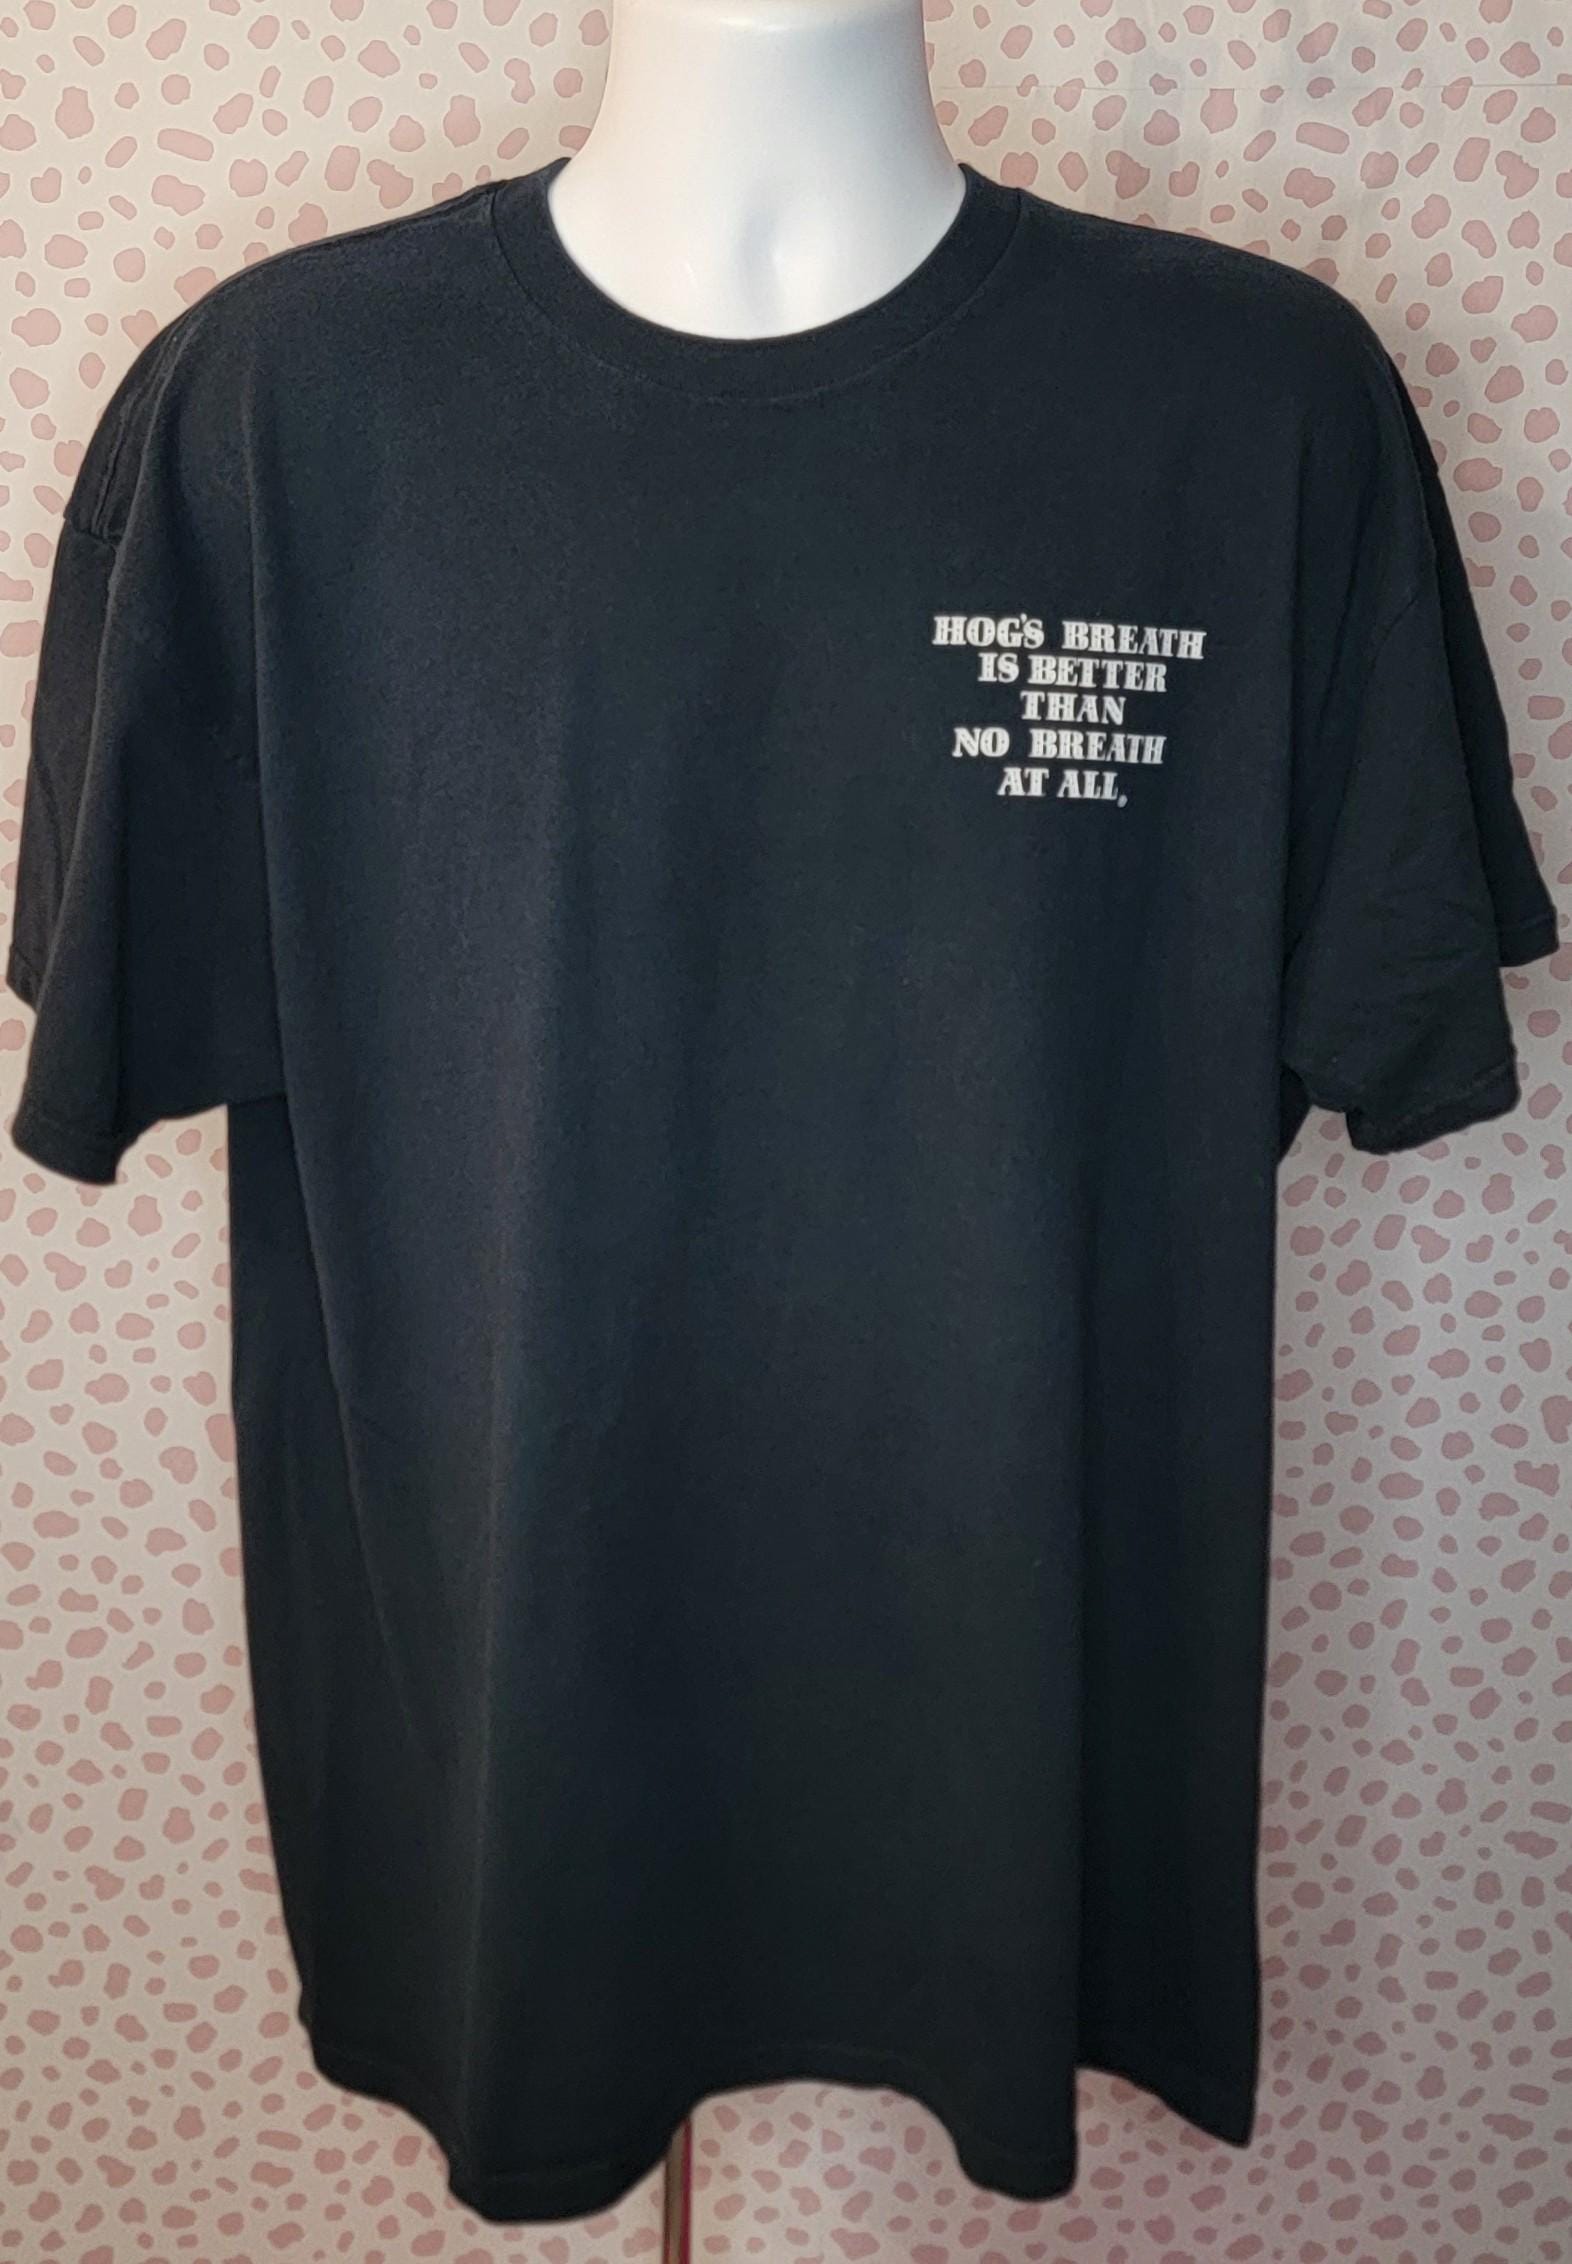 HOG'S BREATH
IS BETTER
THAN
NO BREATH
AT ALL.